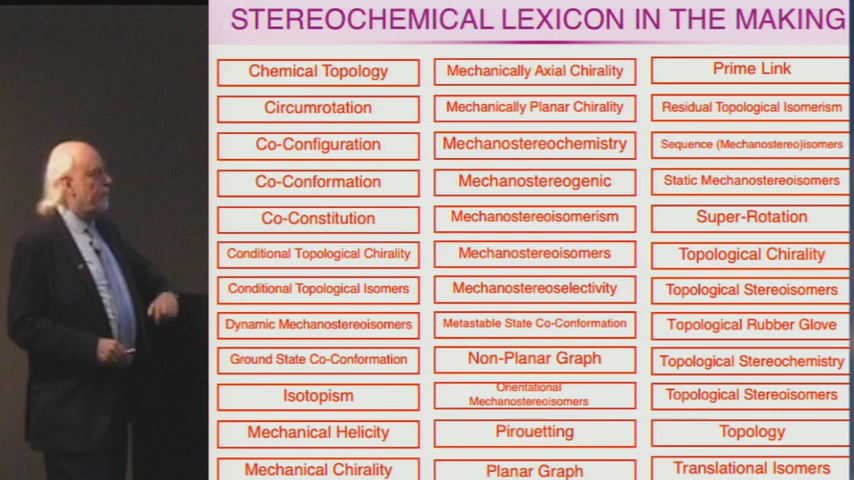 STEREOCHEMICAL LEXICON IN THE MAKING
Chemical Topology
Circumrotation
Co-Configuration
Co-Conformation
Co-Constitution
Conditional Topological Chirality
Conditional Topological Isomers
Dynamic Mechanostereoisomers
Ground State Co-Conformation
Isotopism
Mechanical Helicity
Mechanical Chirality
Mechanically Axial Chirality
Mechanically Planar Chirality
Mechanostereochemistry
Mechanostereogenic
Mechanostereoisomerism
Mechanostereoisomers
Mechanostereoselectivity
Metastable State Co-Conformation
Non-Planar Graph
Orientational
Mechanostereoisomers
Pirouetting
Planar Graph
Prime Link
Residual Topological Isomerism
Sequence (Mechanostereo)isomers
Static Mechanostereoisomers
Super-Rotation
Topological Chirality
Topological Stereoisomers
Topological Rubber Glove
Topological Stereochemistry
Topological Stereoisomers
Topology
Translational Isomers